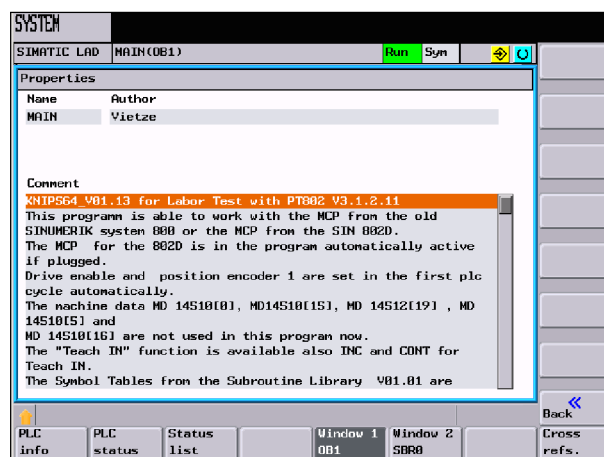 SYSTEM
SIMATIC LAD MAIN(OB1) Run Sym
Properties
Name Author
MAIN Vietze
Comment
KNIPS64_V01.13 for Labor Test with PT802 V3.1.2.11
This programm is able to work with the MCP from the old
SINUMERIK system 800 or the MCP from the SIN 802D.
The MCP for the 802D is in the program automatically active
if plugged.
Drive enable and position encoder 1 are set in the first plc
cycle automatically.
The machine data MD 14510[0], MD14510[15], MD 14512[19] , MD
14510[5] and
MD 14510[16] are not used in this program now.
The "Teach IN" function is available also INC and CONT for
Teach IN.
The Symbol Tables from the Subroutine Library V01.01 are
Back
PLC info
PLC status
Status list
Window 1 OB1
Window 2 SBR0
Cross refs.